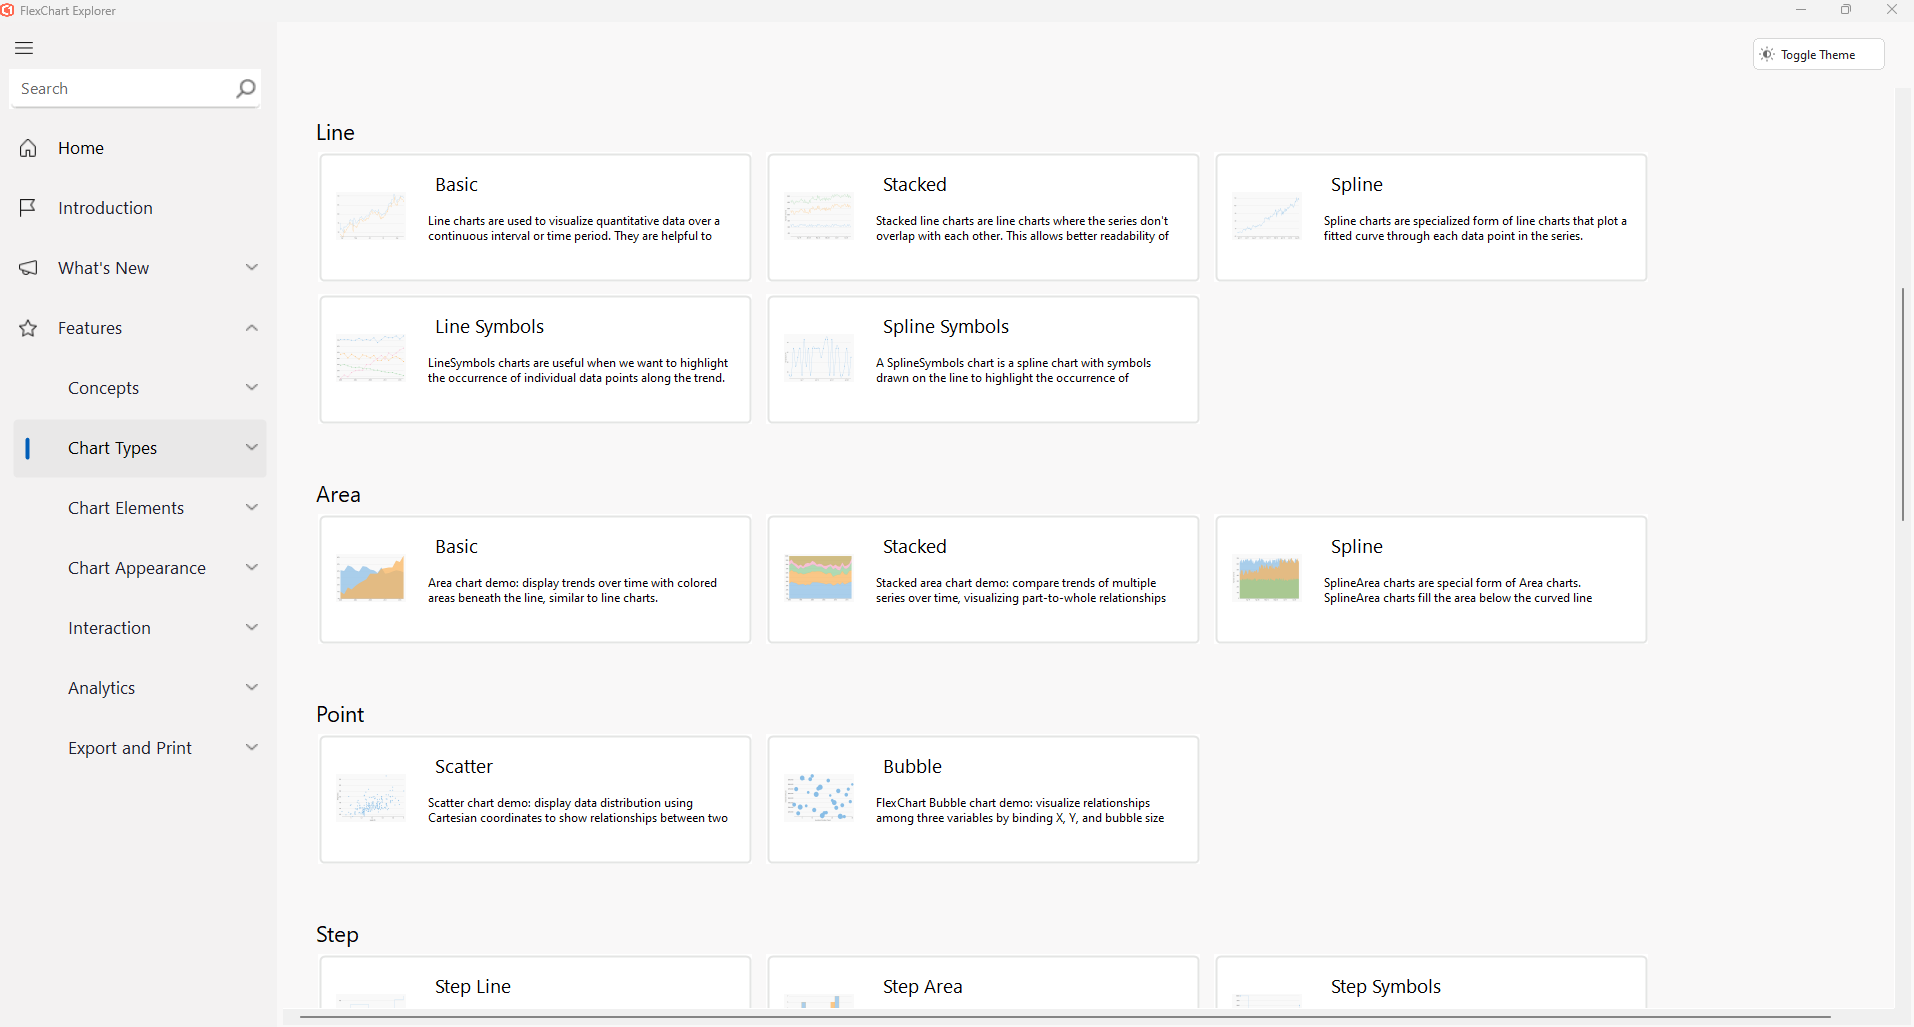 FlexChart Explorer
Toggle Theme
Search
Home
Introduction
What's New
Features
Concepts
Chart Types
Chart Elements
Chart Appearance
Interaction
Analytics
Export and Print
Line
Basic
Line charts are used to visualize quantitative data over a
continuous interval or time period. They are helpful to
Stacked
Stacked line charts are line charts where the series don't
overlap with each other. This allows better readability of
Spline
Spline charts are specialized form of line charts that plot a
fitted curve through each data point in the series.
Line Symbols
LineSymbols charts are useful when we want to highlight
the occurrence of individual data points along the trend.
Spline Symbols
A SplineSymbols chart is a spline chart with symbols
drawn on the line to highlight the occurrence of
Area
Basic
Area chart demo: display trends over time with colored
areas beneath the line, similar to line charts.
Stacked
Stacked area chart demo: compare trends of multiple
series over time, visualizing part-to-whole relationships
Spline
SplineArea charts are special form of Area charts.
SplineArea charts fill the area below the curved line
Point
Scatter
Scatter chart demo: display data distribution using
Cartesian coordinates to show relationships between two
Bubble
FlexChart Bubble chart demo: visualize relationships
among three variables by binding X, Y, and bubble size
Step
Step Line
Step Area
Step Symbols